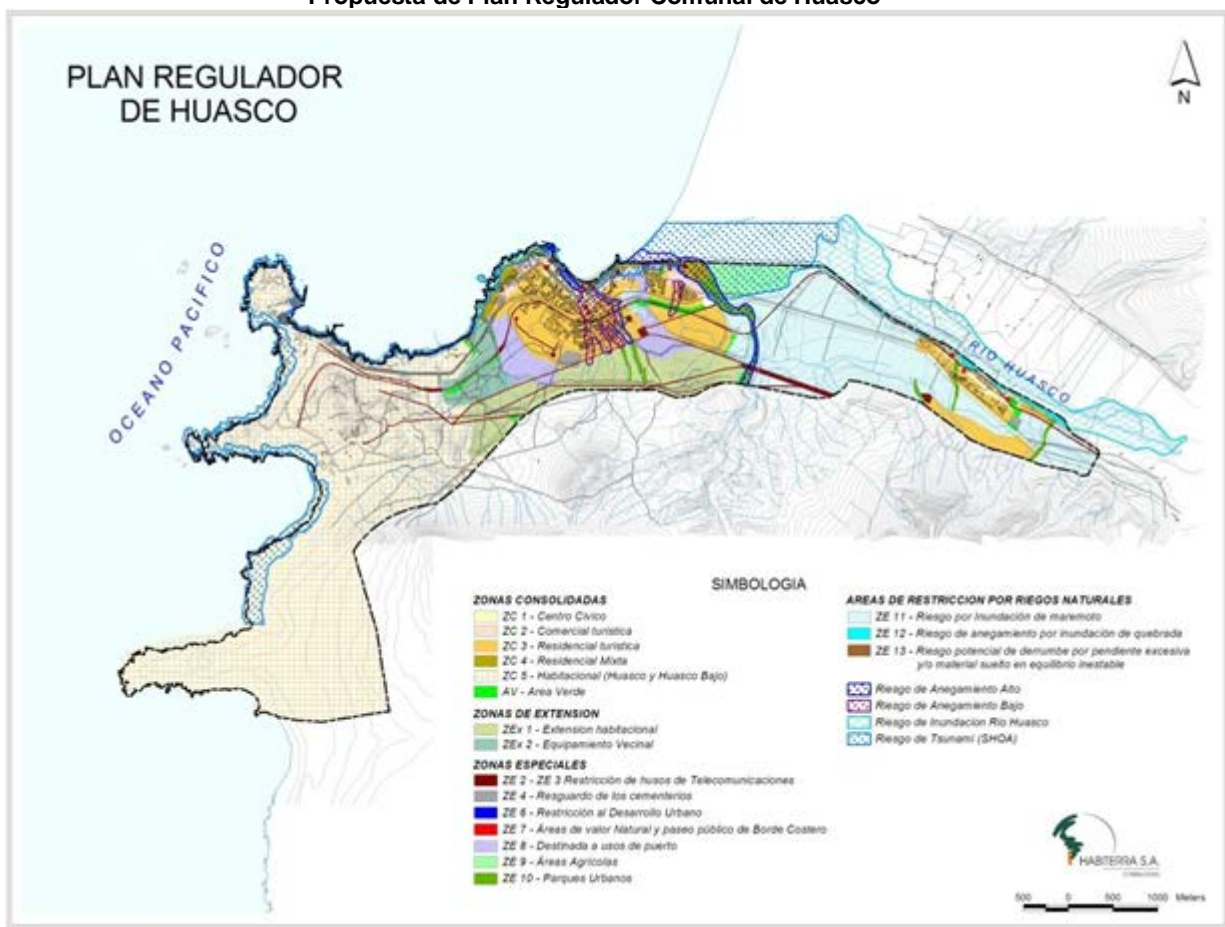 Propuesta de Plan Regulador Comunal de Huasco
PLAN REGULADOR
DE HUASCO
N
OCEANO PACIFICO
RIO HUASCO
SIMBOLOGIA
ZONAS CONSOLIDADAS
ZC 1 - Centro Cívico
ZC 2 - Comercial turística
ZC 3 - Residencial turística
ZC 4 - Residencial Mixta
ZC 5 - Habitacional (Huasco y Huasco Bajo)
AV - Area Verde
ZONAS DE EXTENSION
ZEx 1 - Extension habitacional
ZEx 2 - Equipamiento Vecinal
ZONAS ESPECIALES
ZE 2 - ZE 3 Restricción de husos de Telecomunicaciones
ZE 4 - Resguardo de los cementerios
ZE 6 - Restricción al Desarrollo Urbano
ZE 7 - Áreas de valor Natural y paseo público de Borde Costero
ZE 8 - Destinada a usos de puerto
ZE 9 - Áreas Agrícolas
ZE 10 - Parques Urbanos
AREAS DE RESTRICCION POR RIEGOS NATURALES
ZE 11 - Riesgo por Inundación de maremoto
ZE 12 - Riesgo de anegamiento por inundación de quebrada
ZE 13 - Riesgo potencial de derrumbe por pendiente excesiva
y/o material suelto en equilibrio inestable
Riesgo de Anegamiento Alto
Riesgo de Anegamiento Bajo
Riesgo de Inundacion Rio Huasco
Riesgo de Tsunami (SHOA)
HABITERRA S.A.
500 0 500 1000 Meters